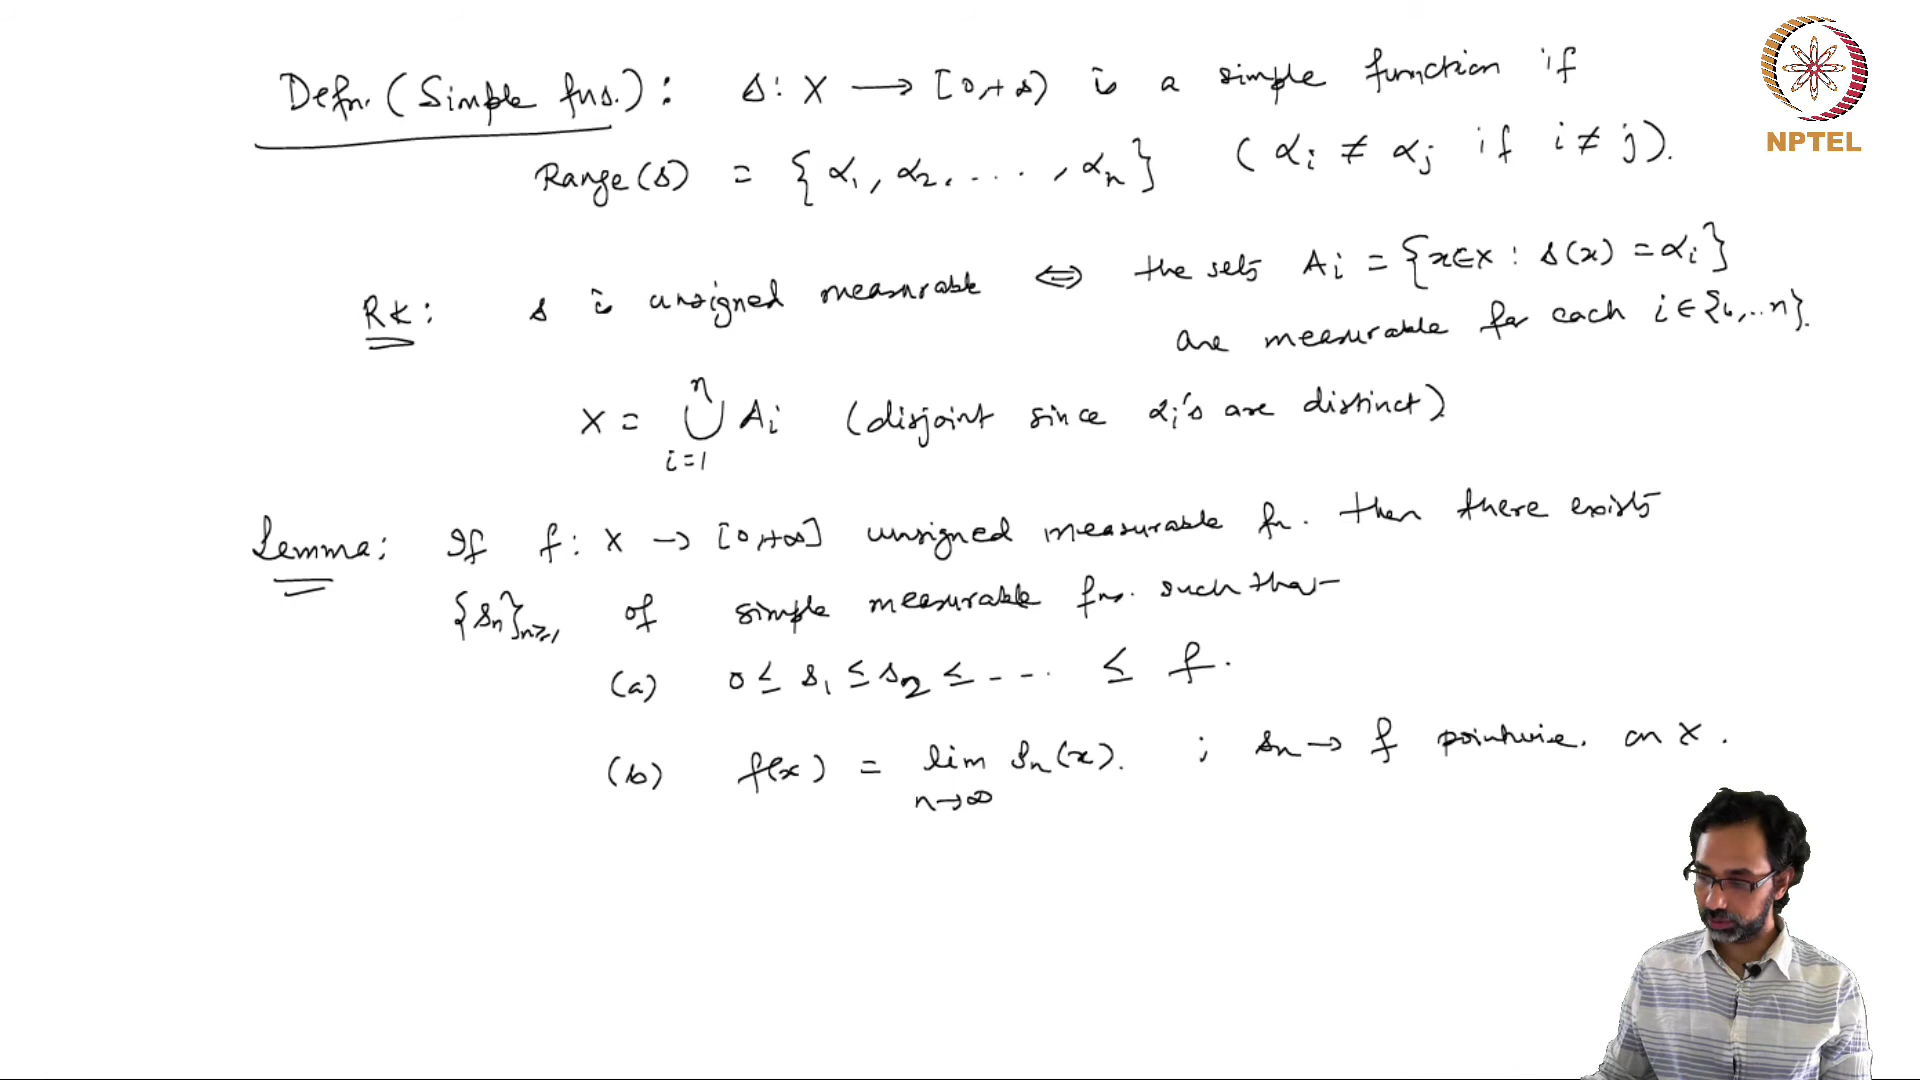 Defn. (Simple fns.): s: X → [0,+∞) is a simple function if
Range(s) = {α₁, α₂, ...., αₙ} (αᵢ ≠ αⱼ if i ≠ j).
NPTEL
Rk: s is unsigned measurable ⇔ the sets Aᵢ = {x∈X : s(x) = αᵢ}
are measurable for each i ∈ {1,..n}.
X = ⋃ᵢ₌₁ⁿ Aᵢ (disjoint since αᵢ's are distinct)
Lemma: If f: X → [0,+∞] unsigned measurable fn. then there exists
{sₙ}ₙ≥₁ of simple measurable fns. such that
(a) 0 ≤ s₁ ≤ s₂ ≤ --- . ≤ f.
(b) f(x) = lim n→∞ sₙ(x). ; sₙ → f pointwise. on X.